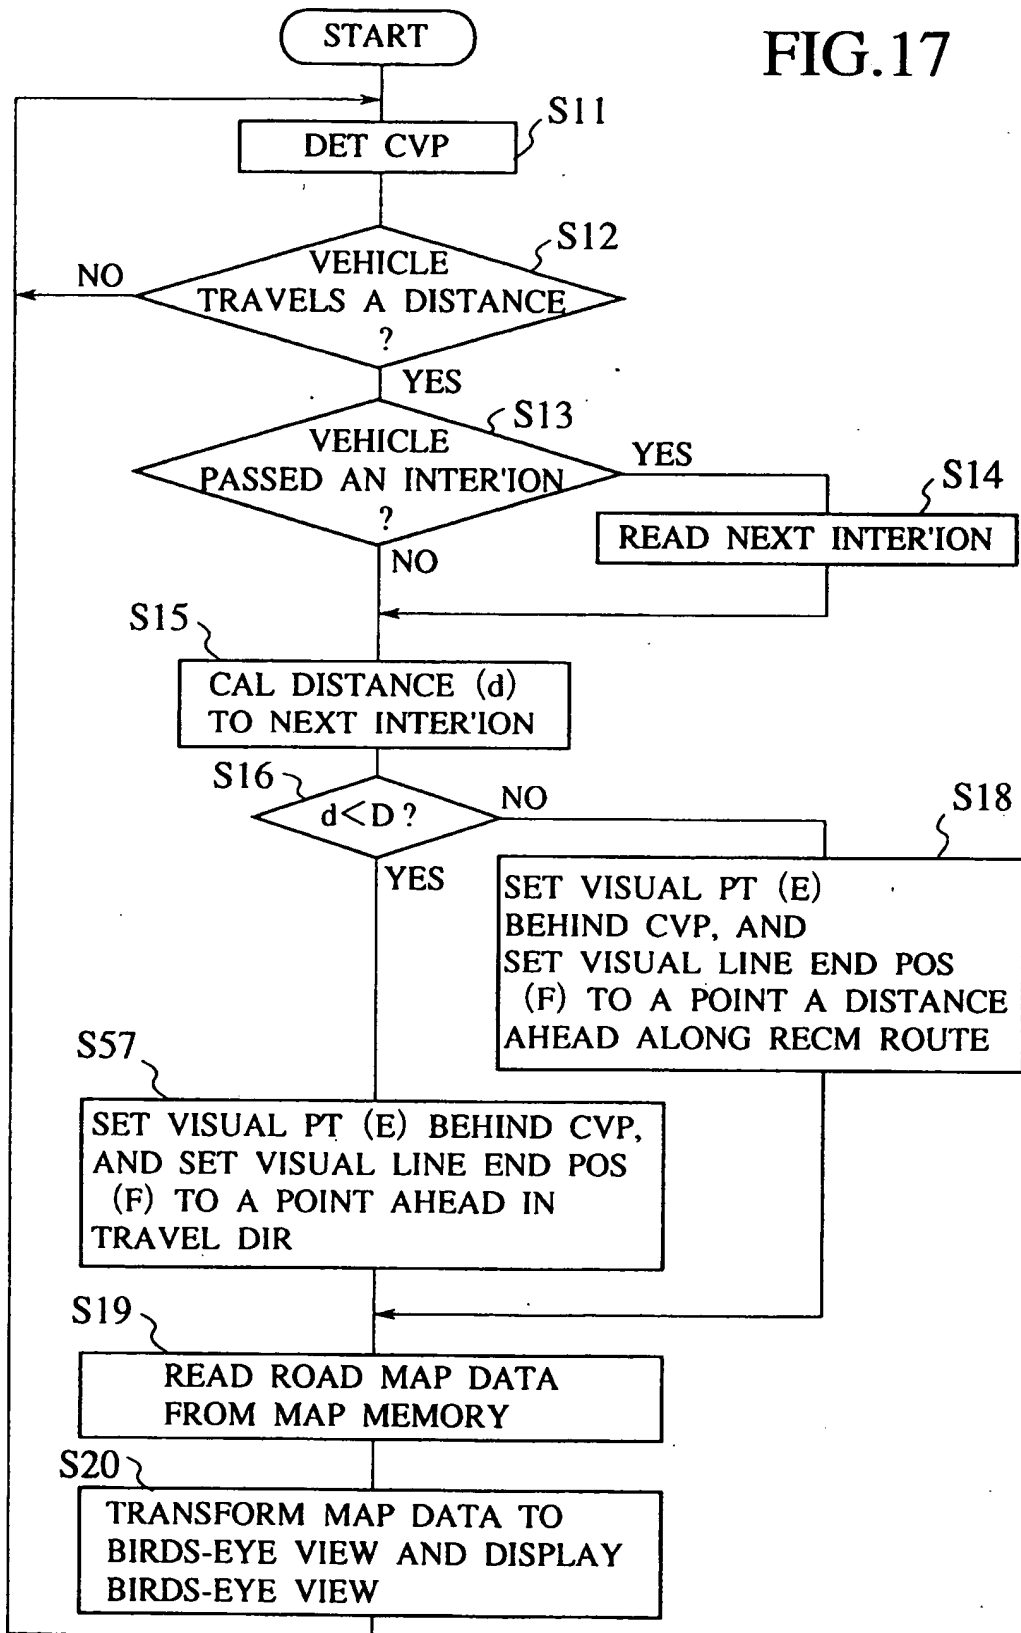 START
FIG.17
S11
DET CVP
S12
VEHICLE
TRAVELS A DISTANCE
?
NO
YES
S13
VEHICLE
PASSED AN INTER'ION
?
YES
NO
S14
READ NEXT INTER'ION
S15
CAL DISTANCE (d)
TO NEXT INTER'ION
S16
d<D?
NO
YES
S18
SET VISUAL PT (E)
BEHIND CVP, AND
SET VISUAL LINE END POS
(F) TO A POINT A DISTANCE
AHEAD ALONG RECM ROUTE
S57
SET VISUAL PT (E) BEHIND CVP,
AND SET VISUAL LINE END POS
(F) TO A POINT AHEAD IN
TRAVEL DIR
S19
READ ROAD MAP DATA
FROM MAP MEMORY
S20
TRANSFORM MAP DATA TO
BIRDS-EYE VIEW AND DISPLAY
BIRDS-EYE VIEW